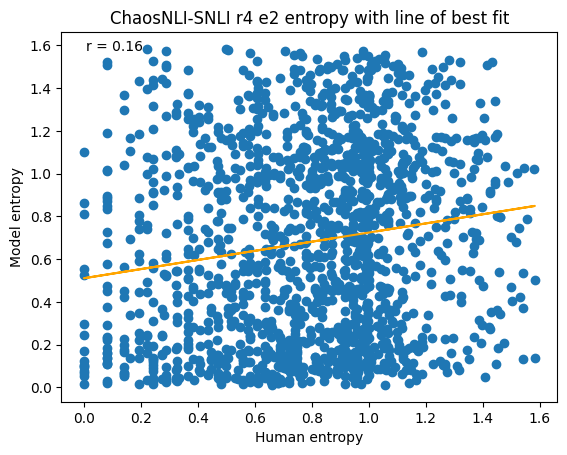 ChaosNLI-SNLI r4 e2 entropy with line of best fit
r = 0.16
1.6
1.4
1.2
1.0
0.8
0.6
0.4
0.2
0.0
Model entropy
0.0 0.2 0.4 0.6 0.8 1.0 1.2 1.4 1.6
Human entropy